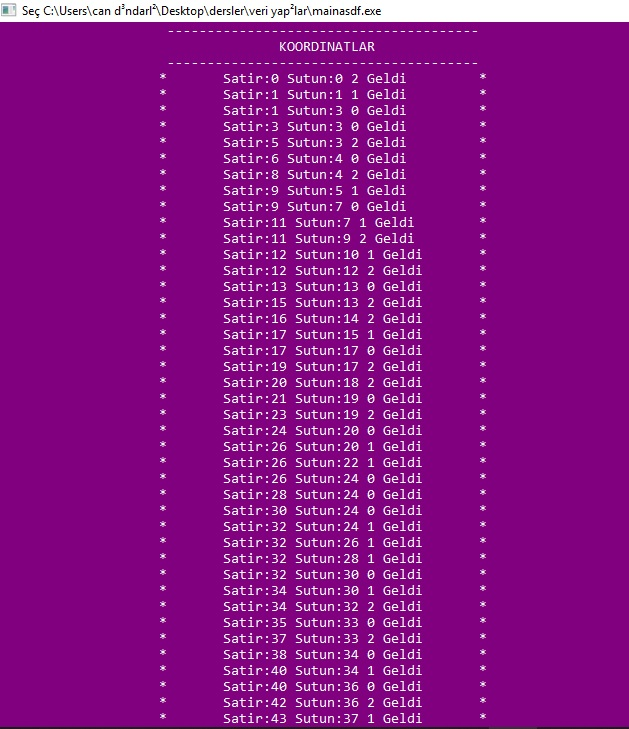 Seç C:\Users\can d³ndarl²\Desktop\dersler\veri yap²lar\mainasdf.exe
---------------------------------------
KOORDINATLAR
---------------------------------------
* Satir:0 Sutun:0 2 Geldi *
* Satir:1 Sutun:1 1 Geldi *
* Satir:1 Sutun:3 0 Geldi *
* Satir:3 Sutun:3 0 Geldi *
* Satir:5 Sutun:3 2 Geldi *
* Satir:6 Sutun:4 0 Geldi *
* Satir:8 Sutun:4 2 Geldi *
* Satir:9 Sutun:5 1 Geldi *
* Satir:9 Sutun:7 0 Geldi *
* Satir:11 Sutun:7 1 Geldi *
* Satir:11 Sutun:9 2 Geldi *
* Satir:12 Sutun:10 1 Geldi *
* Satir:12 Sutun:12 2 Geldi *
* Satir:13 Sutun:13 0 Geldi *
* Satir:15 Sutun:13 2 Geldi *
* Satir:16 Sutun:14 2 Geldi *
* Satir:17 Sutun:15 1 Geldi *
* Satir:17 Sutun:17 0 Geldi *
* Satir:19 Sutun:17 2 Geldi *
* Satir:20 Sutun:18 2 Geldi *
* Satir:21 Sutun:19 0 Geldi *
* Satir:23 Sutun:19 2 Geldi *
* Satir:24 Sutun:20 0 Geldi *
* Satir:26 Sutun:20 1 Geldi *
* Satir:26 Sutun:22 1 Geldi *
* Satir:26 Sutun:24 0 Geldi *
* Satir:28 Sutun:24 0 Geldi *
* Satir:30 Sutun:24 0 Geldi *
* Satir:32 Sutun:24 1 Geldi *
* Satir:32 Sutun:26 1 Geldi *
* Satir:32 Sutun:28 1 Geldi *
* Satir:32 Sutun:30 0 Geldi *
* Satir:34 Sutun:30 1 Geldi *
* Satir:34 Sutun:32 2 Geldi *
* Satir:35 Sutun:33 0 Geldi *
* Satir:37 Sutun:33 2 Geldi *
* Satir:38 Sutun:34 0 Geldi *
* Satir:40 Sutun:34 1 Geldi *
* Satir:40 Sutun:36 0 Geldi *
* Satir:42 Sutun:36 2 Geldi *
* Satir:43 Sutun:37 1 Geldi *